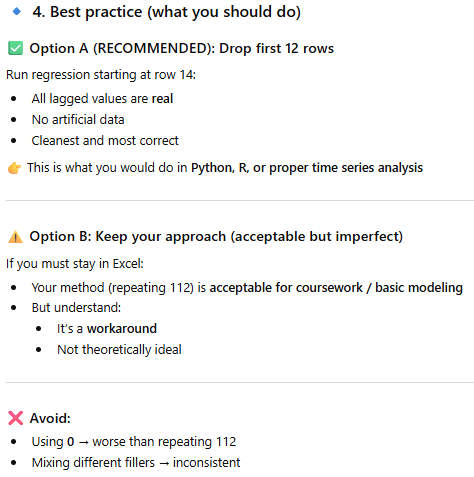 🔹 4. Best practice (what you should do)
✅ Option A (RECOMMENDED): Drop first 12 rows
Run regression starting at row 14:
• All lagged values are real
• No artificial data
• Cleanest and most correct
👉 This is what you would do in Python, R, or proper time series analysis
⚠️ Option B: Keep your approach (acceptable but imperfect)
If you must stay in Excel:
• Your method (repeating 112) is acceptable for coursework / basic modeling
• But understand:
• It's a workaround
• Not theoretically ideal
❌ Avoid:
• Using 0 → worse than repeating 112
• Mixing different fillers → inconsistent